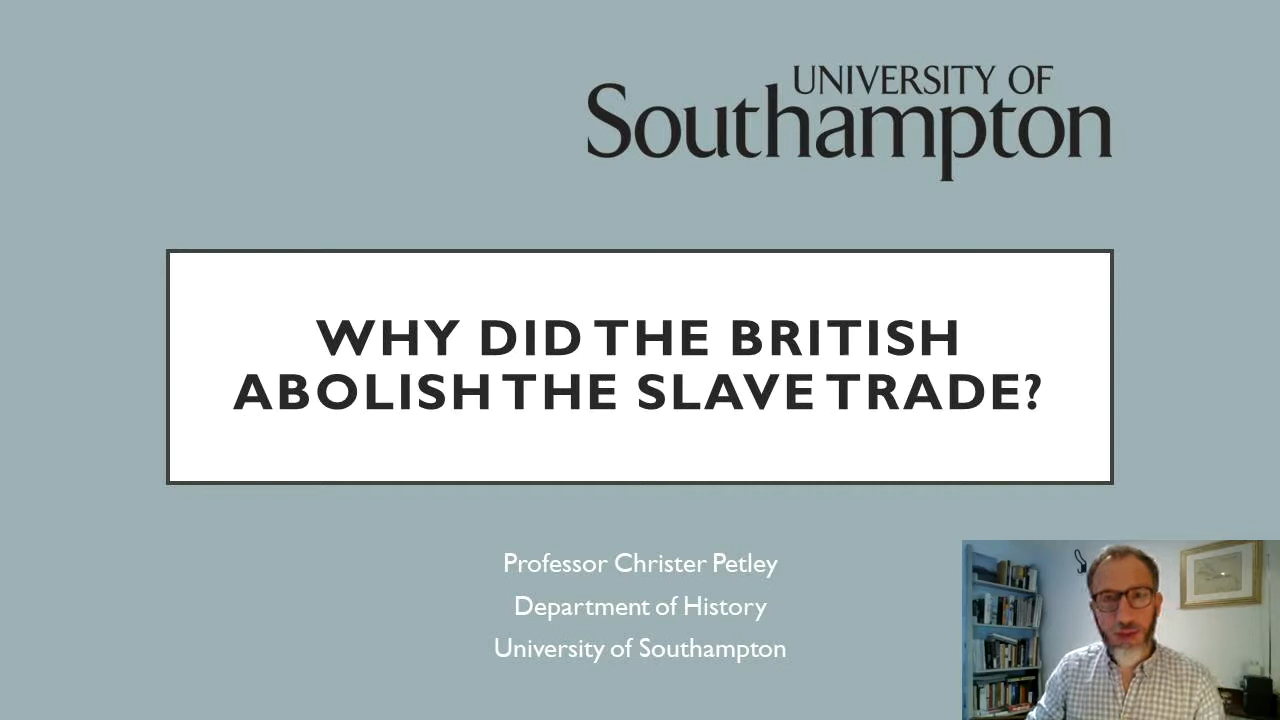 UNIVERSITY OF
Southampton
WHY DID THE BRITISH
ABOLISH THE SLAVE TRADE?
Professor Christer Petley
Department of History
University of Southampton